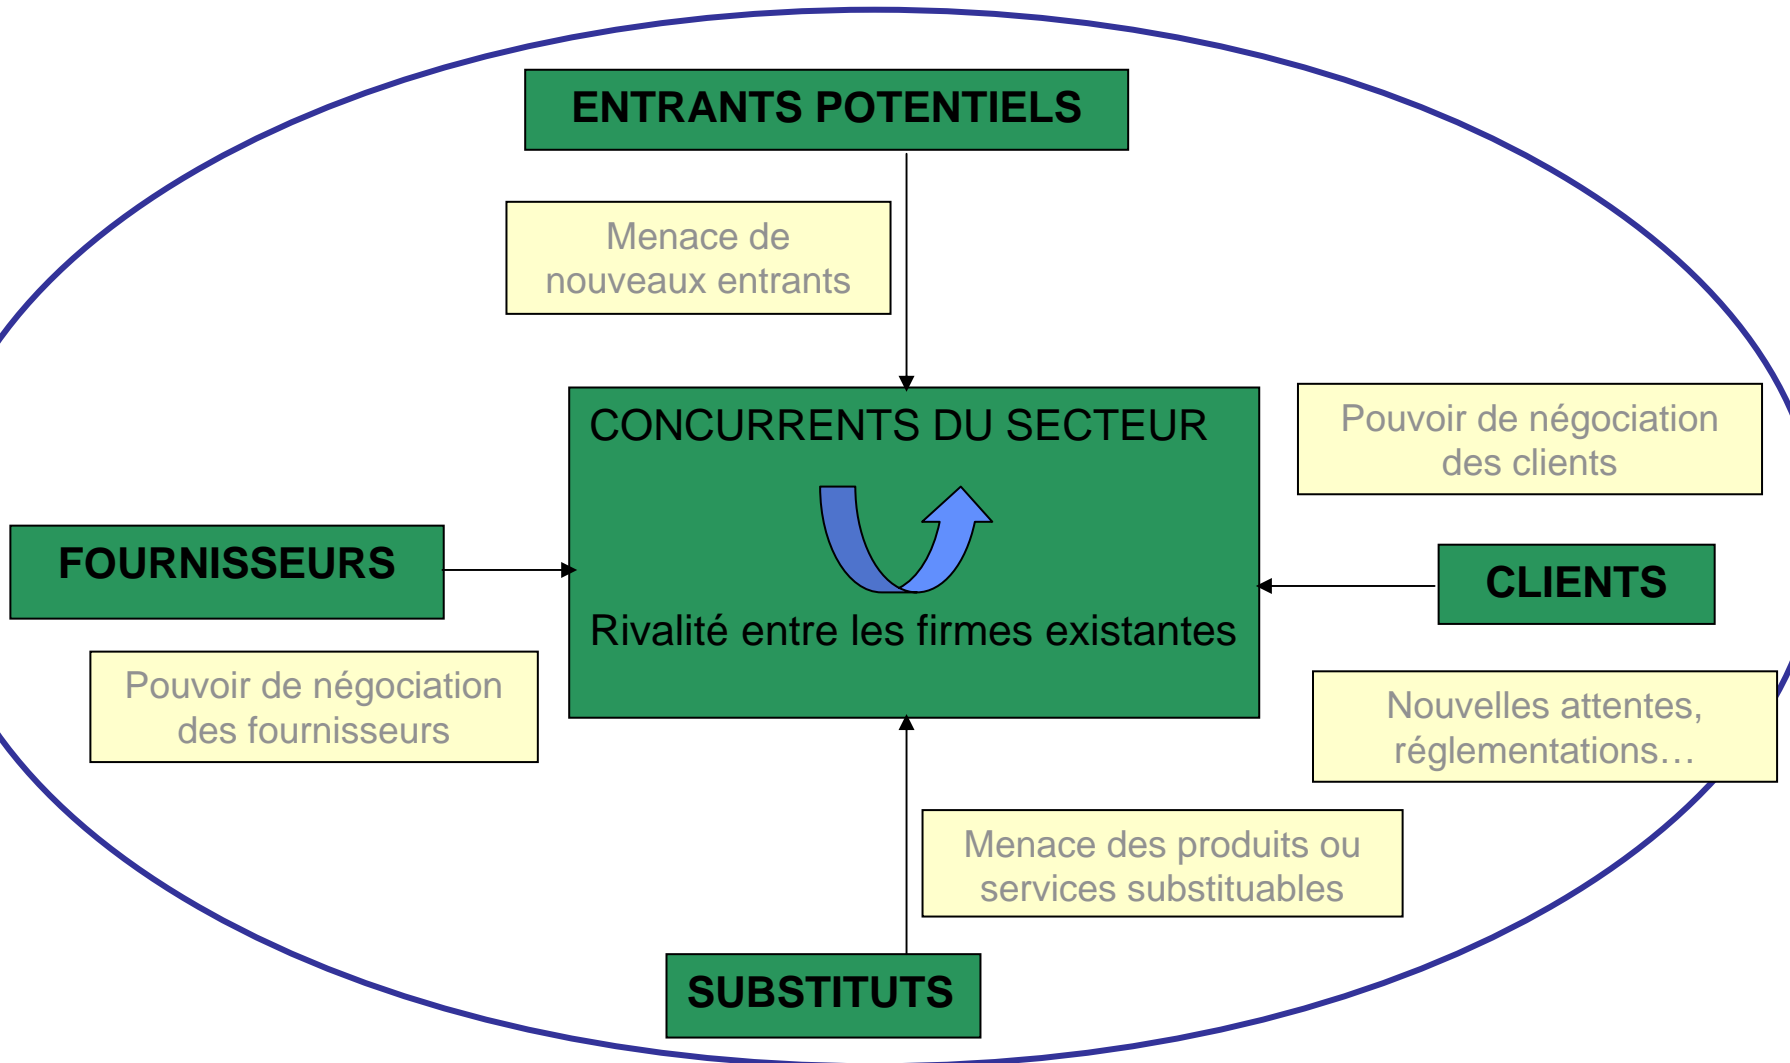 ENTRANTS POTENTIELS
Menace de
nouveaux entrants
CONCURRENTS DU SECTEUR
Rivalité entre les firmes existantes
Pouvoir de négociation
des clients
FOURNISSEURS
CLIENTS
Pouvoir de négociation
des fournisseurs
Nouvelles attentes,
réglementations…
Menace des produits ou
services substituables
SUBSTITUTS